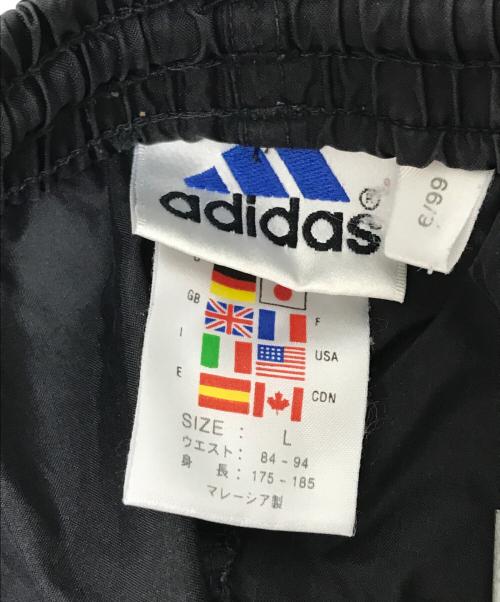 adidas®
6/99
GB F
I USA
E CDN
SIZE : L
ウエスト: 84 - 94
身 長: 175 - 185
マレーシア製